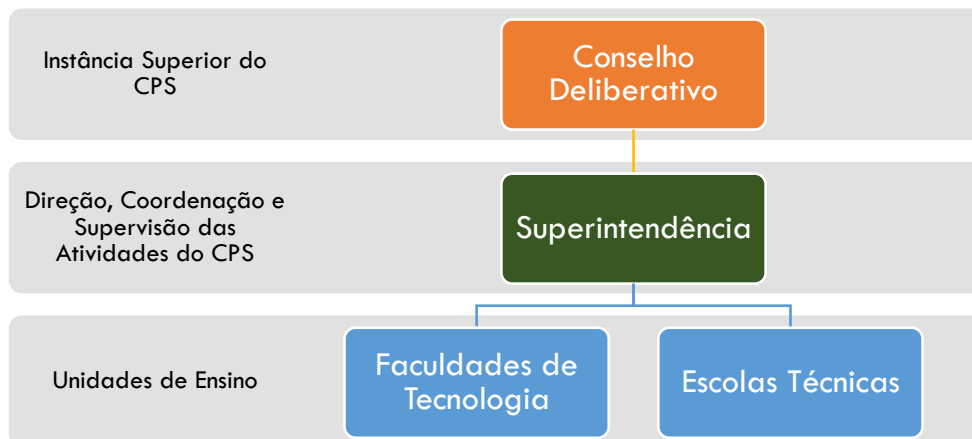 Instância Superior do
CPS
Conselho
Deliberativo
Direção, Coordenação e
Supervisão das
Atividades do CPS
Superintendência
Unidades de Ensino
Faculdades de
Tecnologia
Escolas Técnicas